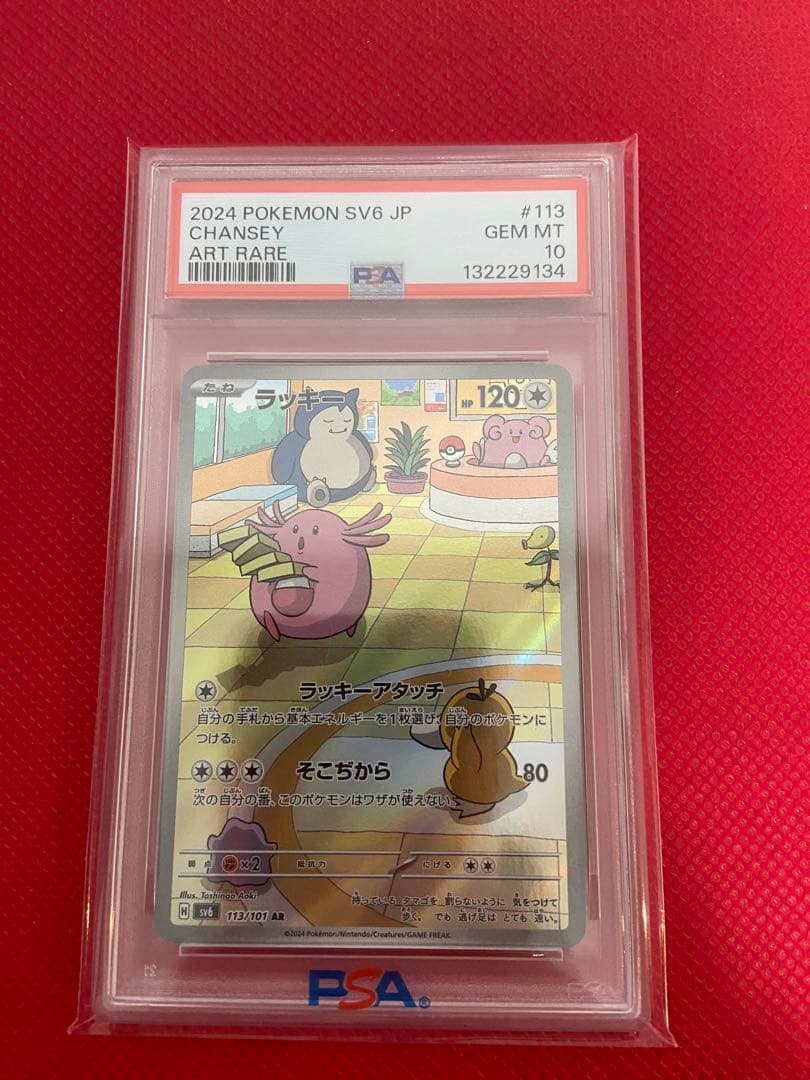 2024 POKEMON SV6 JP #113
CHANSEY GEM MT
ART RARE 10
PSA 132229134
たね ラッキー HP 120
ラッキーアタッチ
自分の手札から基本エネルギーを1枚選び、自分のポケモンに
つける。
そこぢから 80
次の自分の番、このポケモンはワザが使えない。
弱点 ×2 抵抗力 にげる
Illus. Toshinao Aoki
持っている タマゴを 割らないように 気をつけて
歩く。 でも 逃げ足は とても 速い。
H SV6 113/101 AR
©2024 Pokémon/Nintendo/Creatures/GAME FREAK.
PSA®